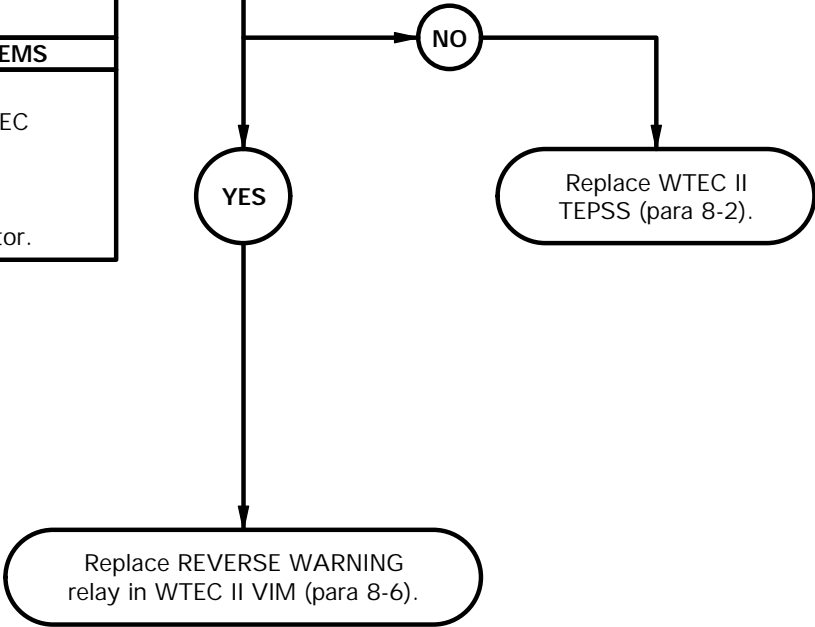 NO
EMS
EC
YES
Replace WTEC II
TEPSS (para 8-2).
tor.
Replace REVERSE WARNING
relay in WTEC II VIM (para 8-6).